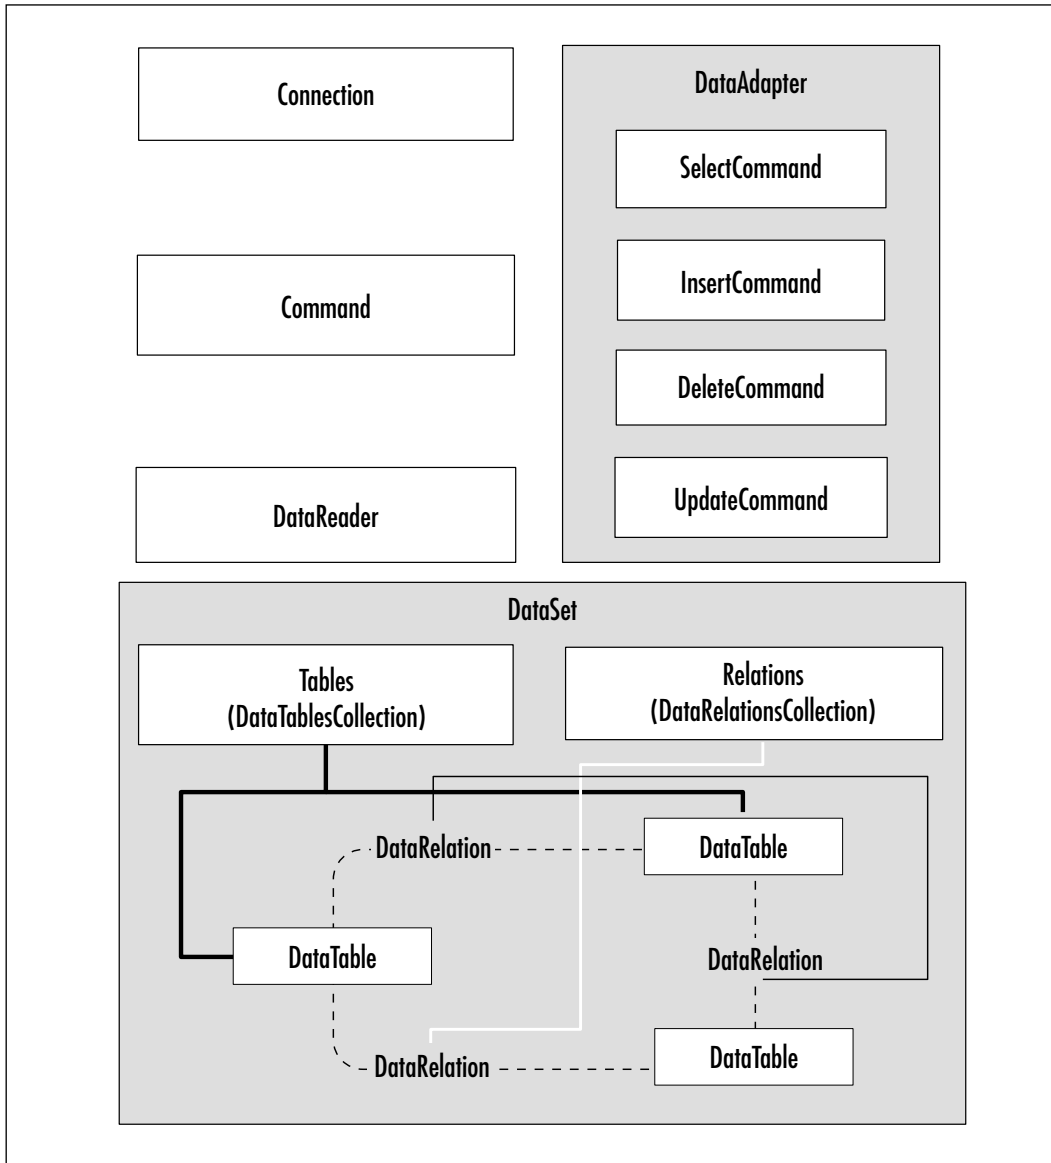 Connection
Command
DataReader
DataAdapter
SelectCommand
InsertCommand
DeleteCommand
UpdateCommand
DataSet
Tables
(DataTablesCollection)
Relations
(DataRelationsCollection)
DataRelation
DataTable
DataTable
DataRelation
DataRelation
DataTable